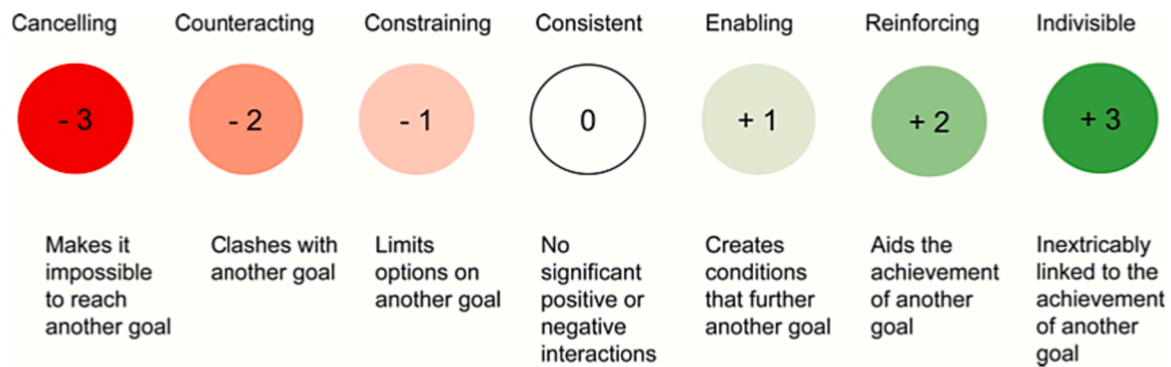 Cancelling
Counteracting
Constraining
Consistent
Enabling
Reinforcing
Indivisible
- 3
- 2
- 1
0
+ 1
+ 2
+ 3
Makes it
impossible
to reach
another goal
Clashes with
another goal
Limits
options on
another goal
No
significant
positive or
negative
interactions
Creates
conditions
that further
another goal
Aids the
achievement
of another
goal
Inextricably
linked to the
achievement
of another
goal